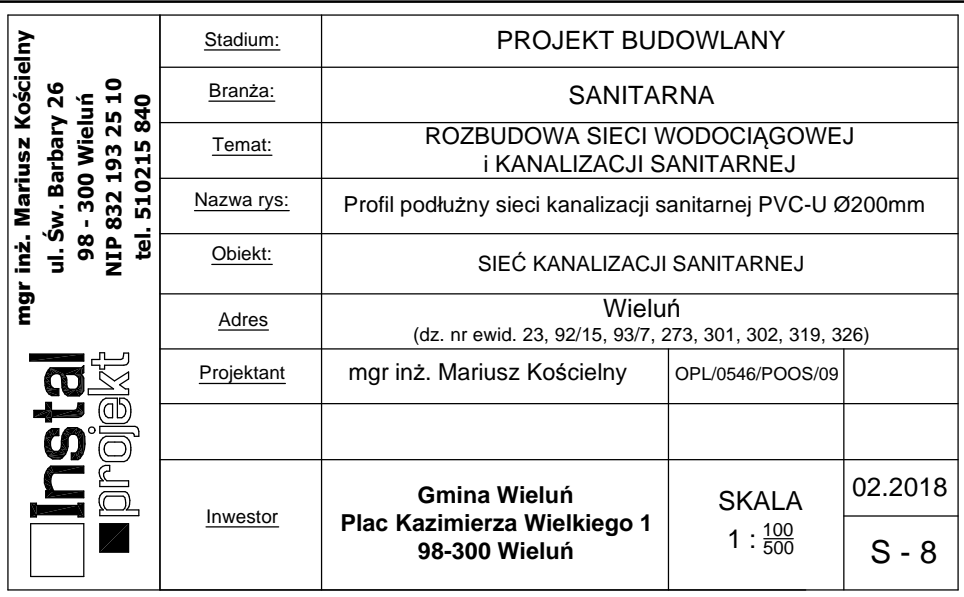 mgr inż. Mariusz Kościelny
ul. Św. Barbary 26
98 - 300 Wieluń
NIP 832 193 25 10
tel. 510215 840
Instal
projekt
Stadium:
PROJEKT BUDOWLANY
Branża:
SANITARNA
Temat:
ROZBUDOWA SIECI WODOCIĄGOWEJ
i KANALIZACJI SANITARNEJ
Nazwa rys:
Profil podłużny sieci kanalizacji sanitarnej PVC-U Ø200mm
Obiekt:
SIEĆ KANALIZACJI SANITARNEJ
Adres
Wieluń
(dz. nr ewid. 23, 92/15, 93/7, 273, 301, 302, 319, 326)
Projektant
mgr inż. Mariusz Kościelny
OPL/0546/POOS/09
Inwestor
Gmina Wieluń
Plac Kazimierza Wielkiego 1
98-300 Wieluń
SKALA
1 : 100/500
02.2018
S - 8